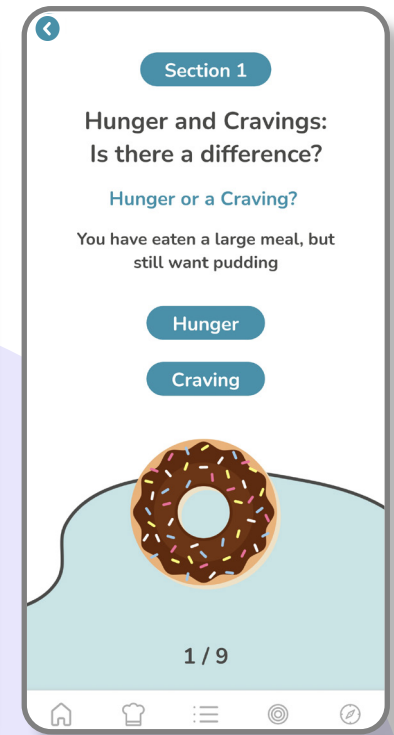 Section 1
Hunger and Cravings:
Is there a difference?
Hunger or a Craving?
You have eaten a large meal, but
still want pudding
Hunger
Craving
1 / 9